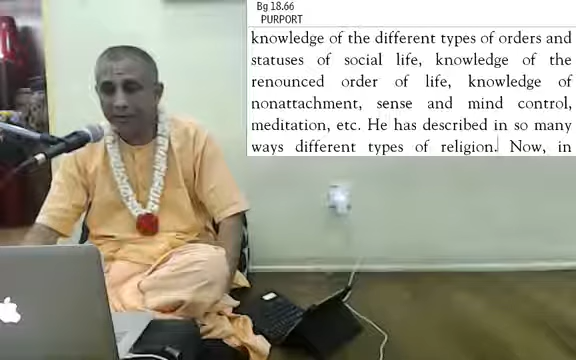 Bg 18.66
PURPORT
knowledge of the different types of orders and
statuses of social life, knowledge of the
renounced order of life, knowledge of
nonattachment, sense and mind control,
meditation, etc. He has described in so many
ways different types of religion. Now, in